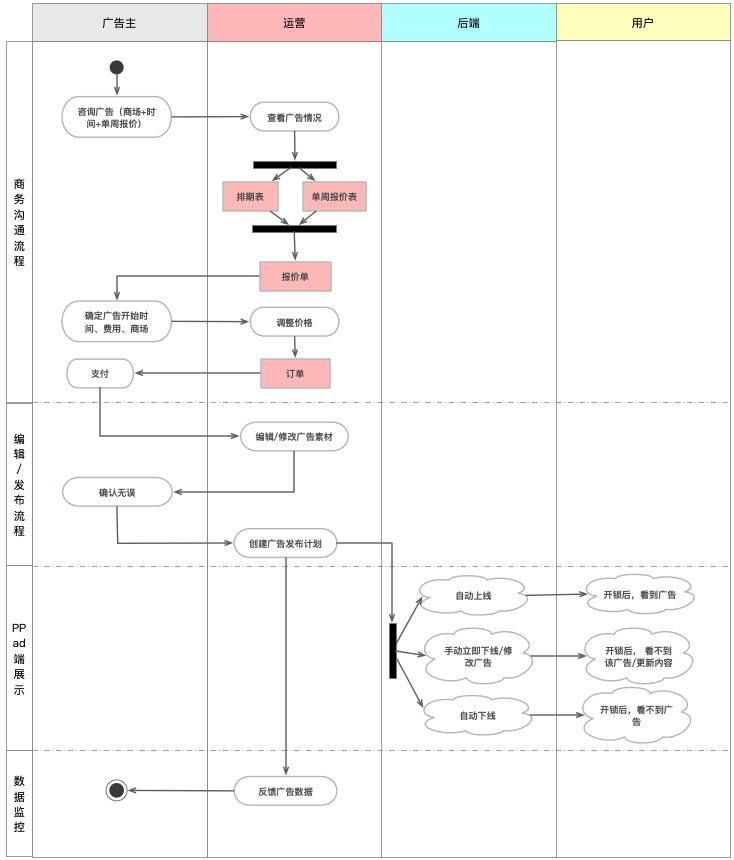 广告主
运营
后端
用户
商
务
沟
通
流
程
咨询广告（商场+时
间+单周报价）
查看广告情况
排期表
单周报价表
报价单
确定广告开始时
间、费用、商场
调整价格
支付
订单
编
辑
/
发
布
流
程
编辑/修改广告素材
确认无误
创建广告发布计划
PP
ad
端
展
示
自动上线
开锁后，看到广告
手动立即下线/修
改广告
开锁后， 看不到
该广告/更新内容
自动下线
开锁后，看不到广
告
数
据
监
控
反馈广告数据